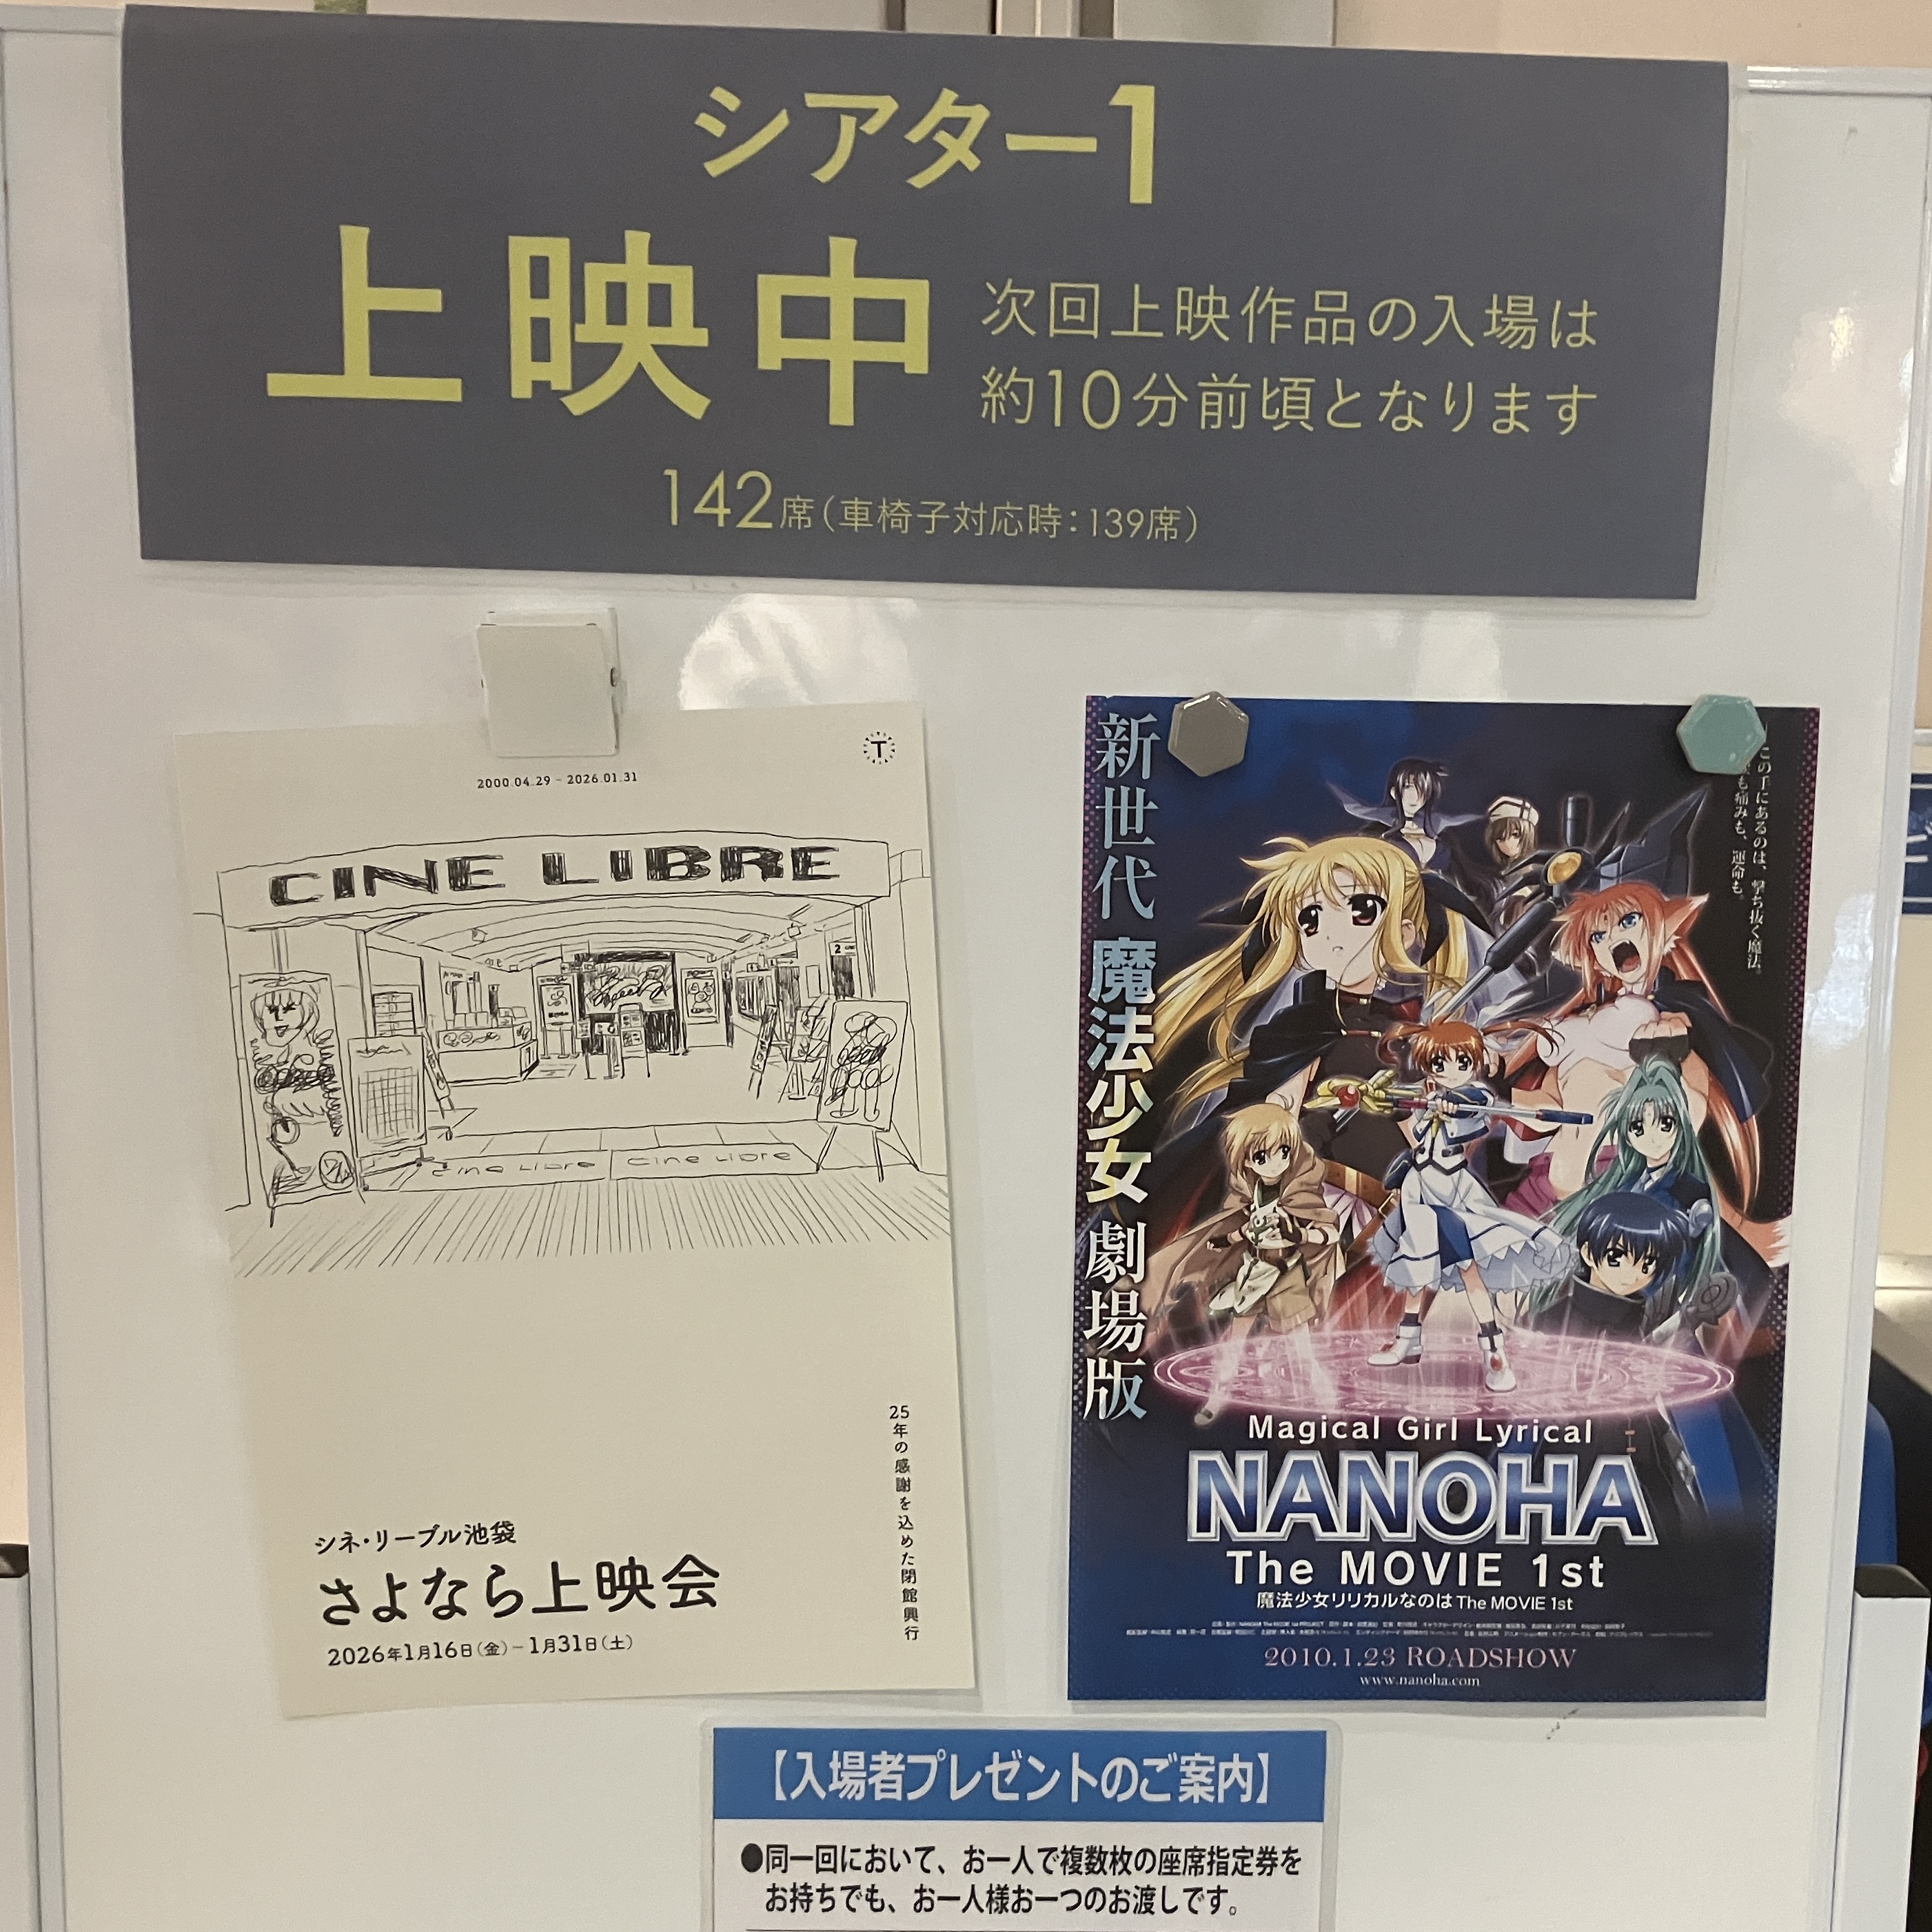 シアター1
上映中
次回上映作品の入場は
約10分前頃となります
142席(車椅子対応時:139席)
T
2000.04.29 - 2026.01.31
CINE LIBRE
cine Libre cine Libre
25年の感謝を込めた閉館興行
シネ・リーブル池袋
さよなら上映会
2026年1月16日(金)-1月31日(土)
新世代 魔法少女 劇場版
この手にあるのは、撃ち抜く魔法。
も痛みも、運命も。
Magical Girl Lyrical
NANOHA
The MOVIE 1st
魔法少女リリカルなのは The MOVIE 1st
2010.1.23 ROADSHOW
www.nanoha.com
【入場者プレゼントのご案内】
●同一回において、お一人で複数枚の座席指定券を
お持ちでも、お一人様お一つのお渡しです。